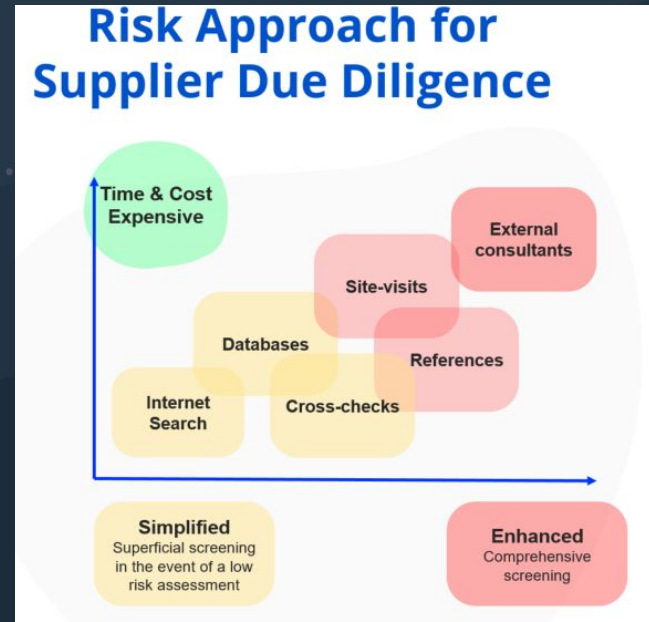 Risk Approach for
Supplier Due Diligence
Time & Cost
Expensive
External
consultants
Site-visits
Databases
References
Internet
Search
Cross-checks
Simplified
Superficial screening
in the event of a low
risk assessment
Enhanced
Comprehensive
screening